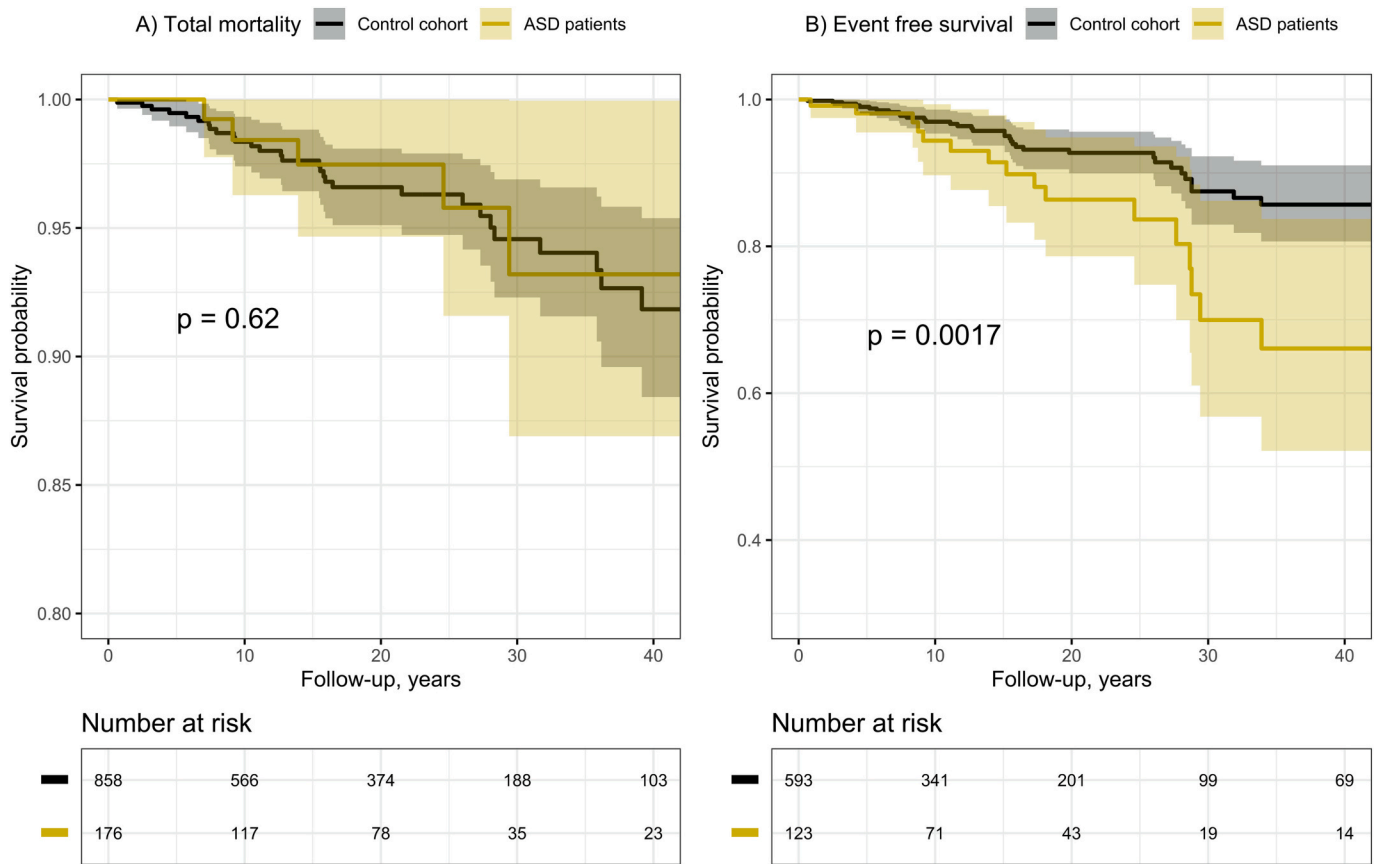 A) Total mortality Control cohort ASD patients
1.00
0.95
0.90
0.85
0.80
Survival probability
p = 0.62
0 10 20 30 40
Follow-up, years
Number at risk
858 566 374 188 103
176 117 78 35 23
B) Event free survival Control cohort ASD patients
1.0
0.8
0.6
0.4
Survival probability
p = 0.0017
0 10 20 30 40
Follow-up, years
Number at risk
593 341 201 99 69
123 71 43 19 14